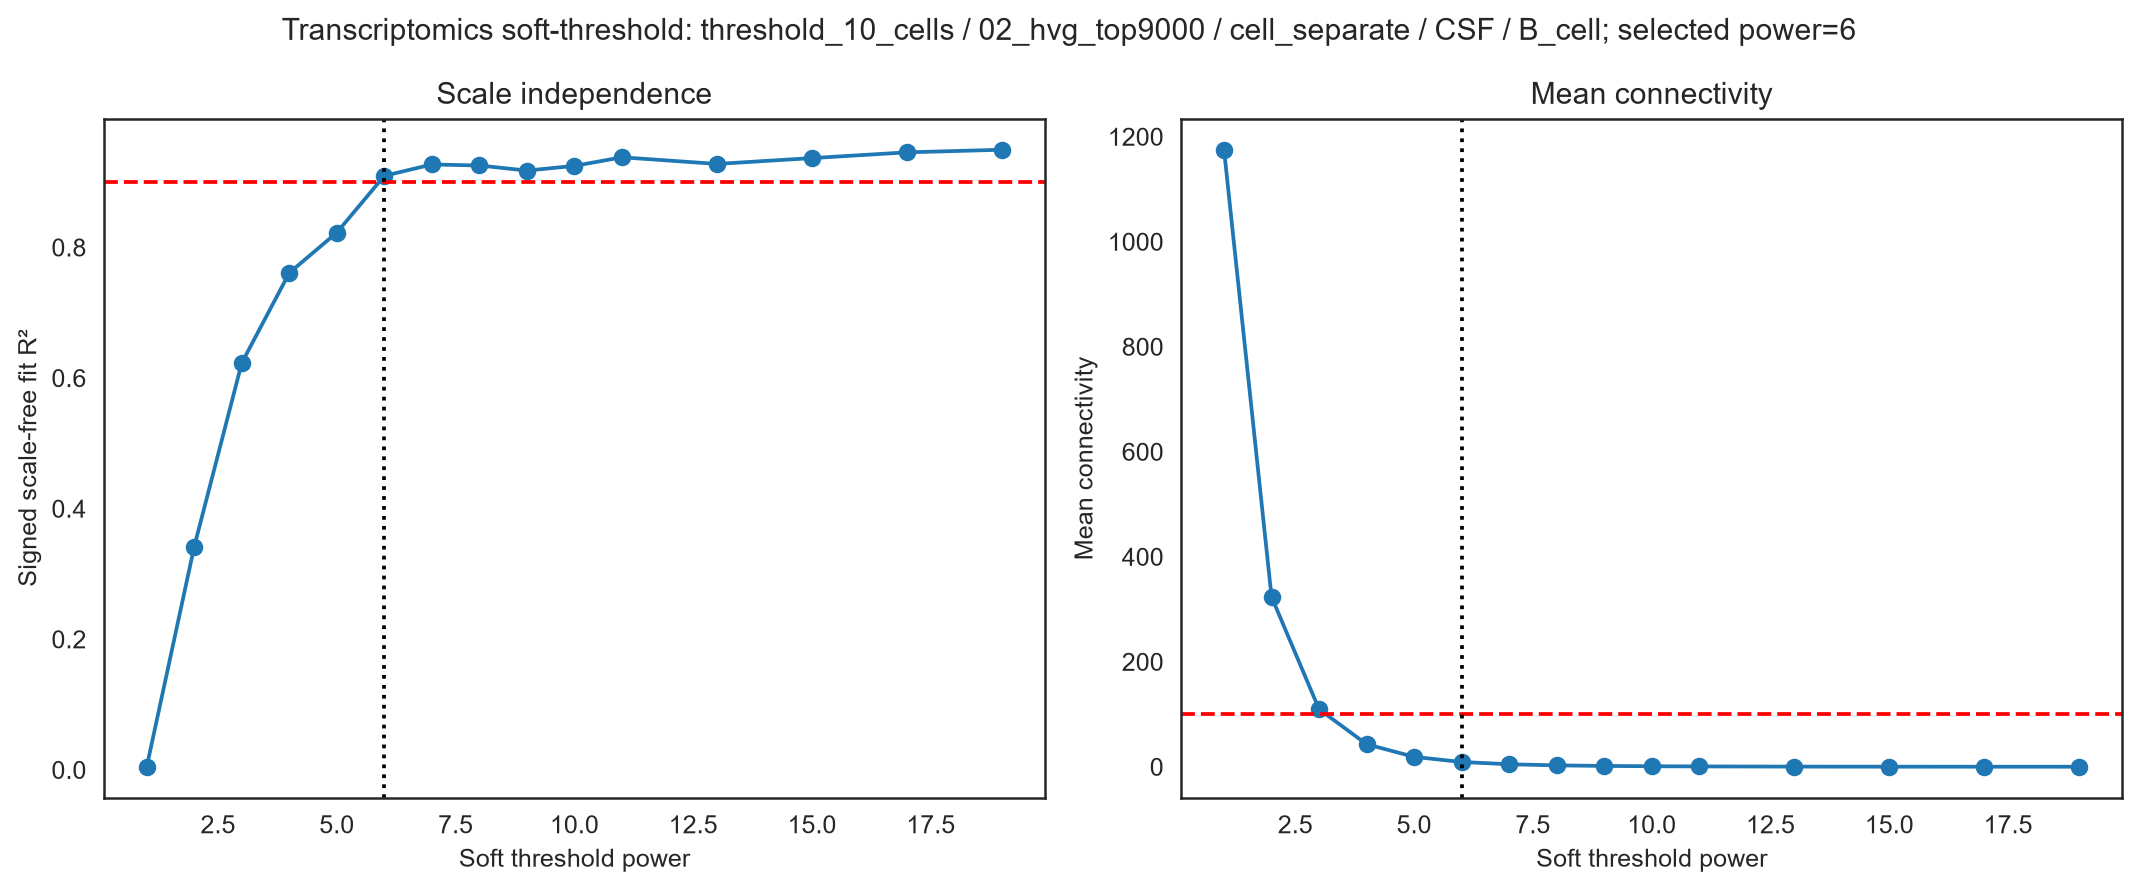 Transcriptomics soft-threshold: threshold_10_cells / 02_hvg_top9000 / cell_separate / CSF / B_cell; selected power=6
Scale independence
Signed scale-free fit R²
0.8
0.6
0.4
0.2
0.0
2.5 5.0 7.5 10.0 12.5 15.0 17.5
Soft threshold power
Mean connectivity
Mean connectivity
1200
1000
800
600
400
200
0
2.5 5.0 7.5 10.0 12.5 15.0 17.5
Soft threshold power